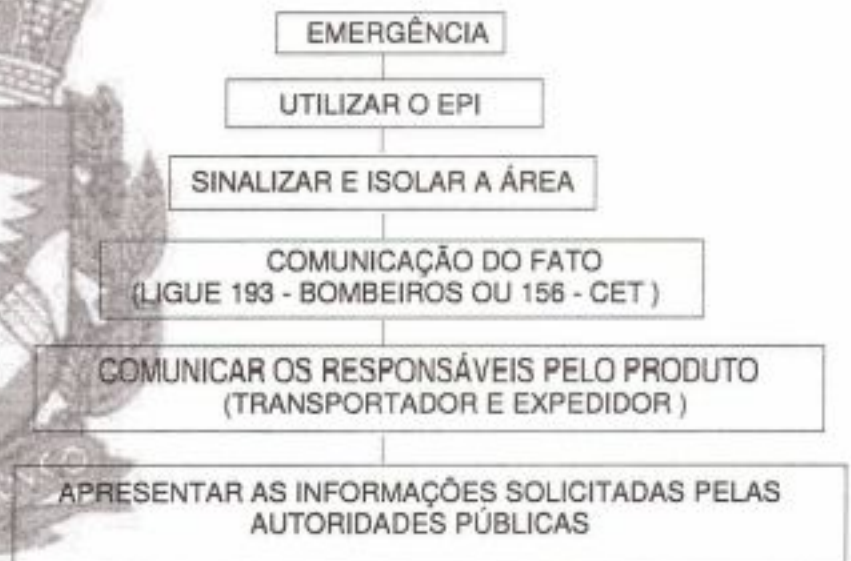 EMERGÊNCIA
UTILIZAR O EPI
SINALIZAR E ISOLAR A ÁREA
COMUNICAÇÃO DO FATO
(LIGUE 193 - BOMBEIROS OU 156 - CET )
COMUNICAR OS RESPONSÁVEIS PELO PRODUTO
(TRANSPORTADOR E EXPEDIDOR )
APRESENTAR AS INFORMAÇÕES SOLICITADAS PELAS
AUTORIDADES PÚBLICAS